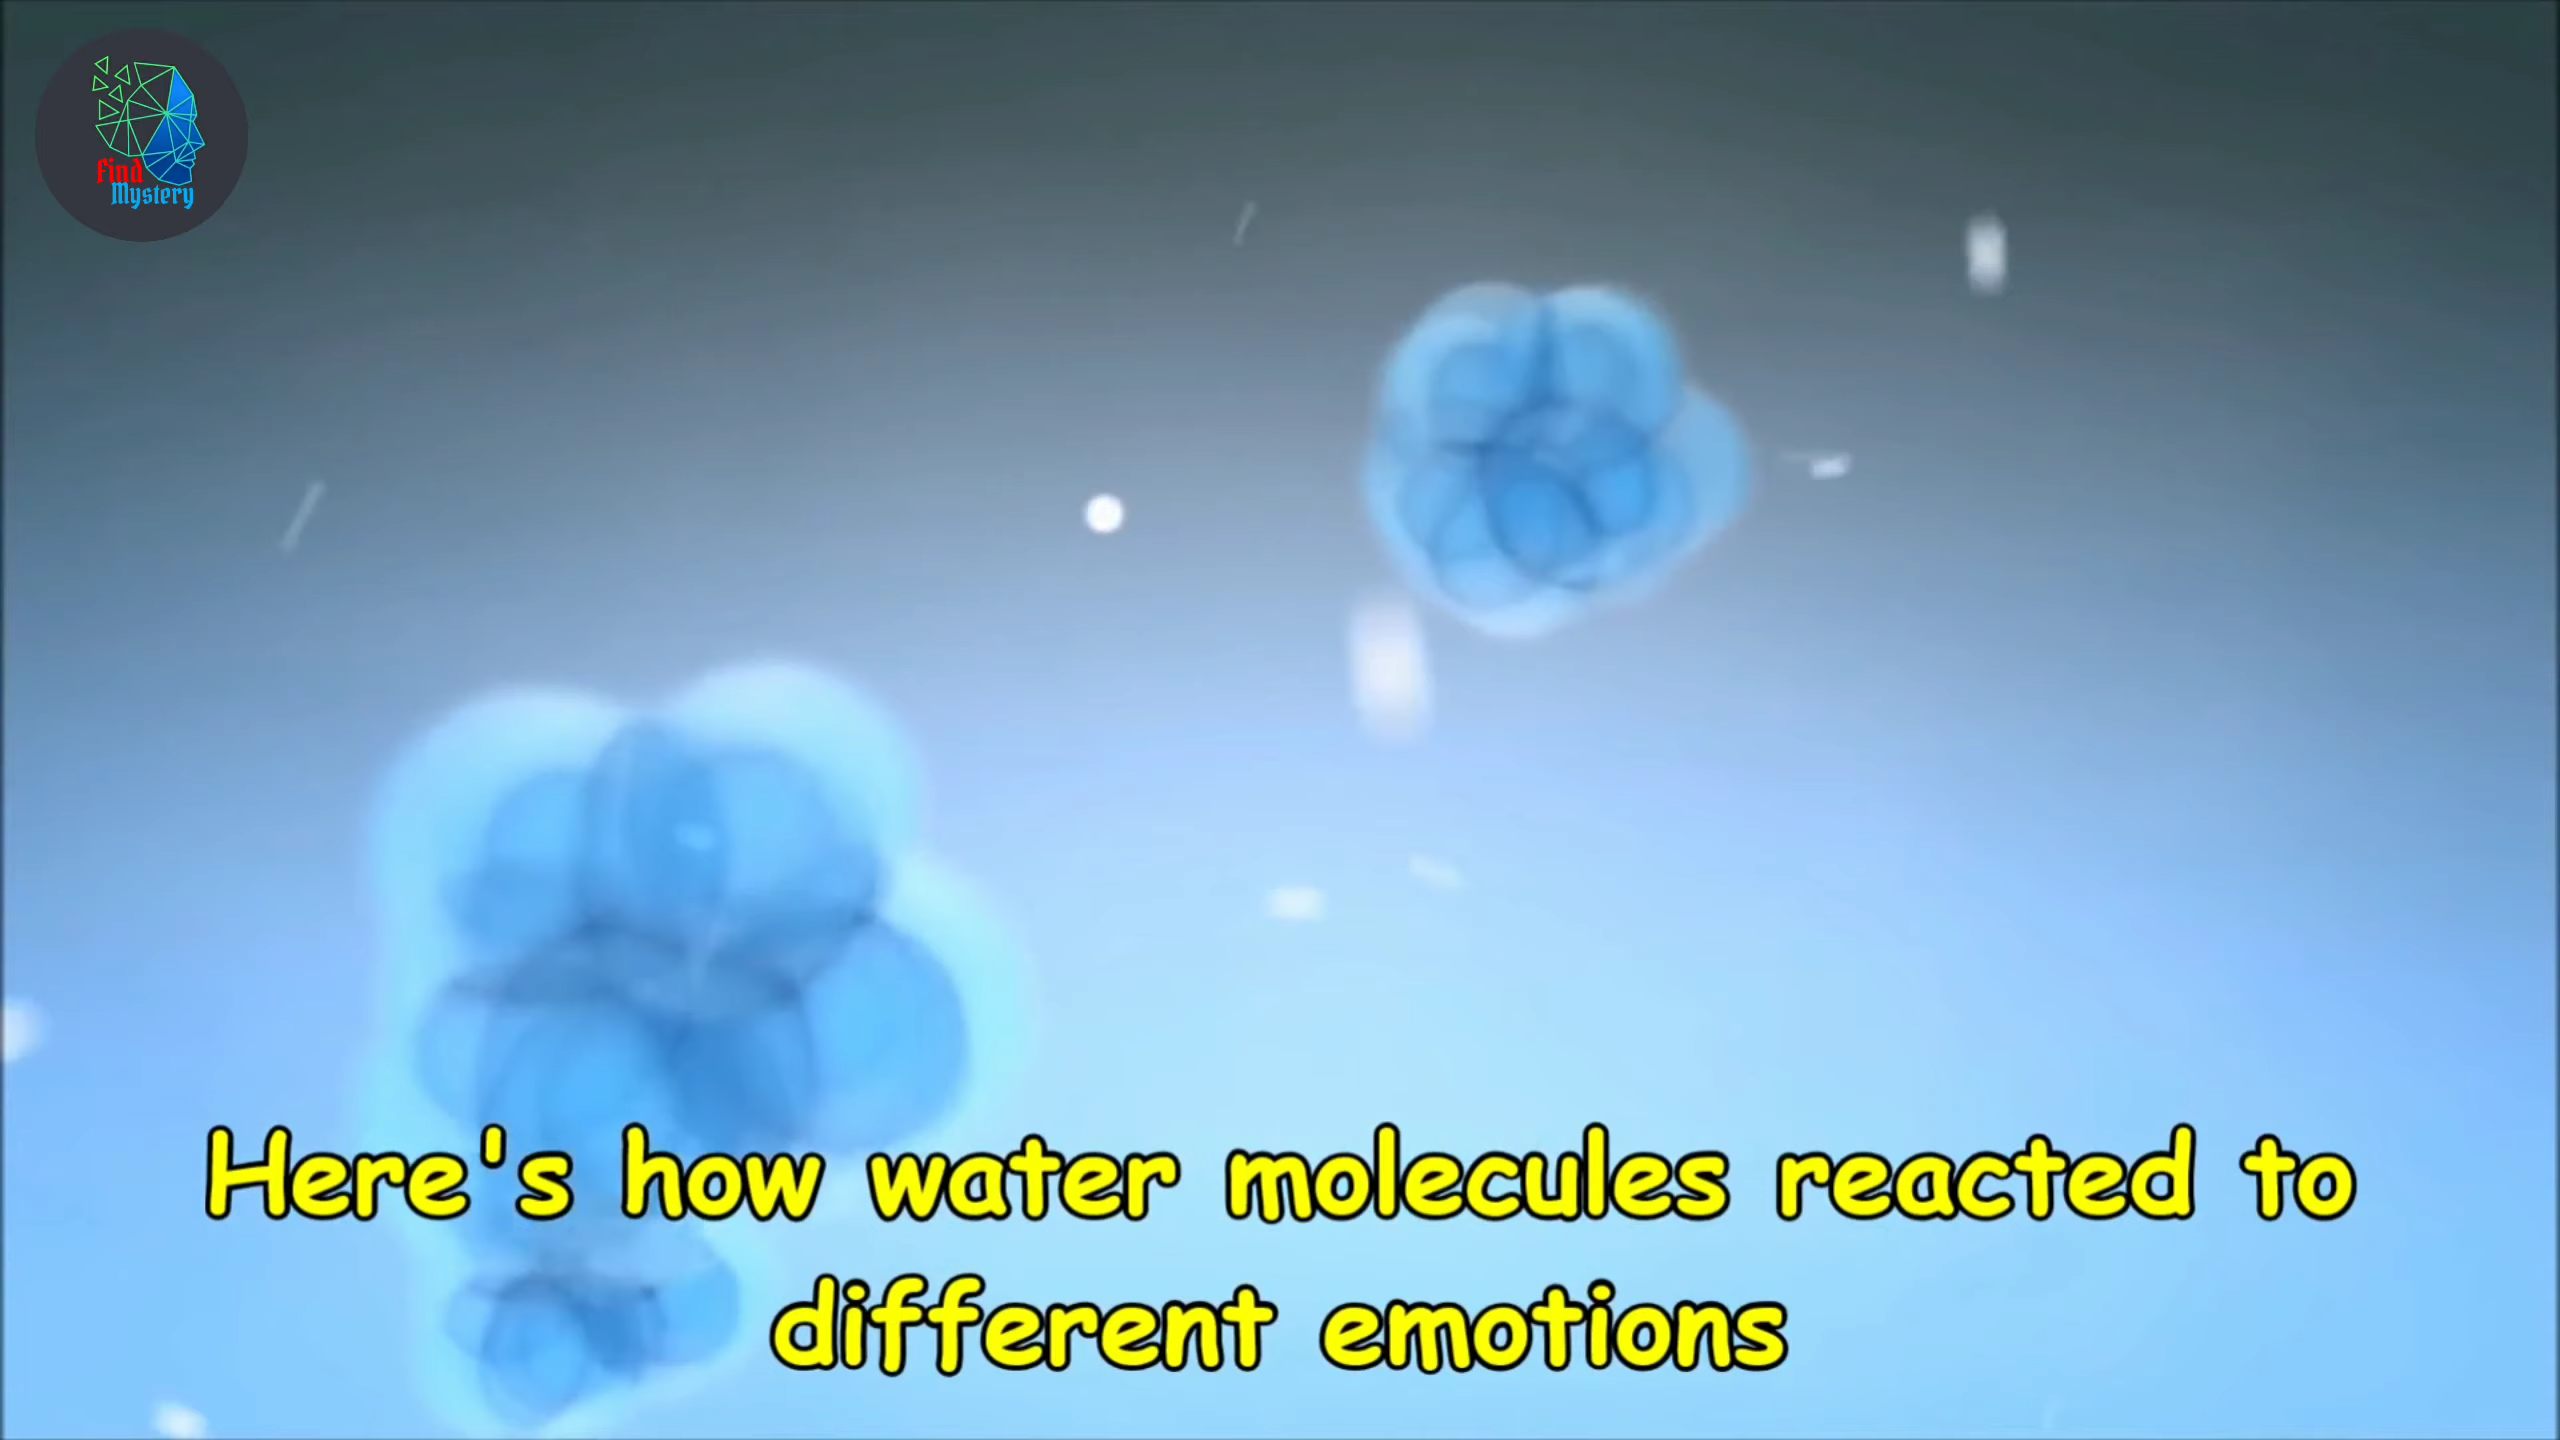 Find
Mystery
Here's how water molecules reacted to
different emotions